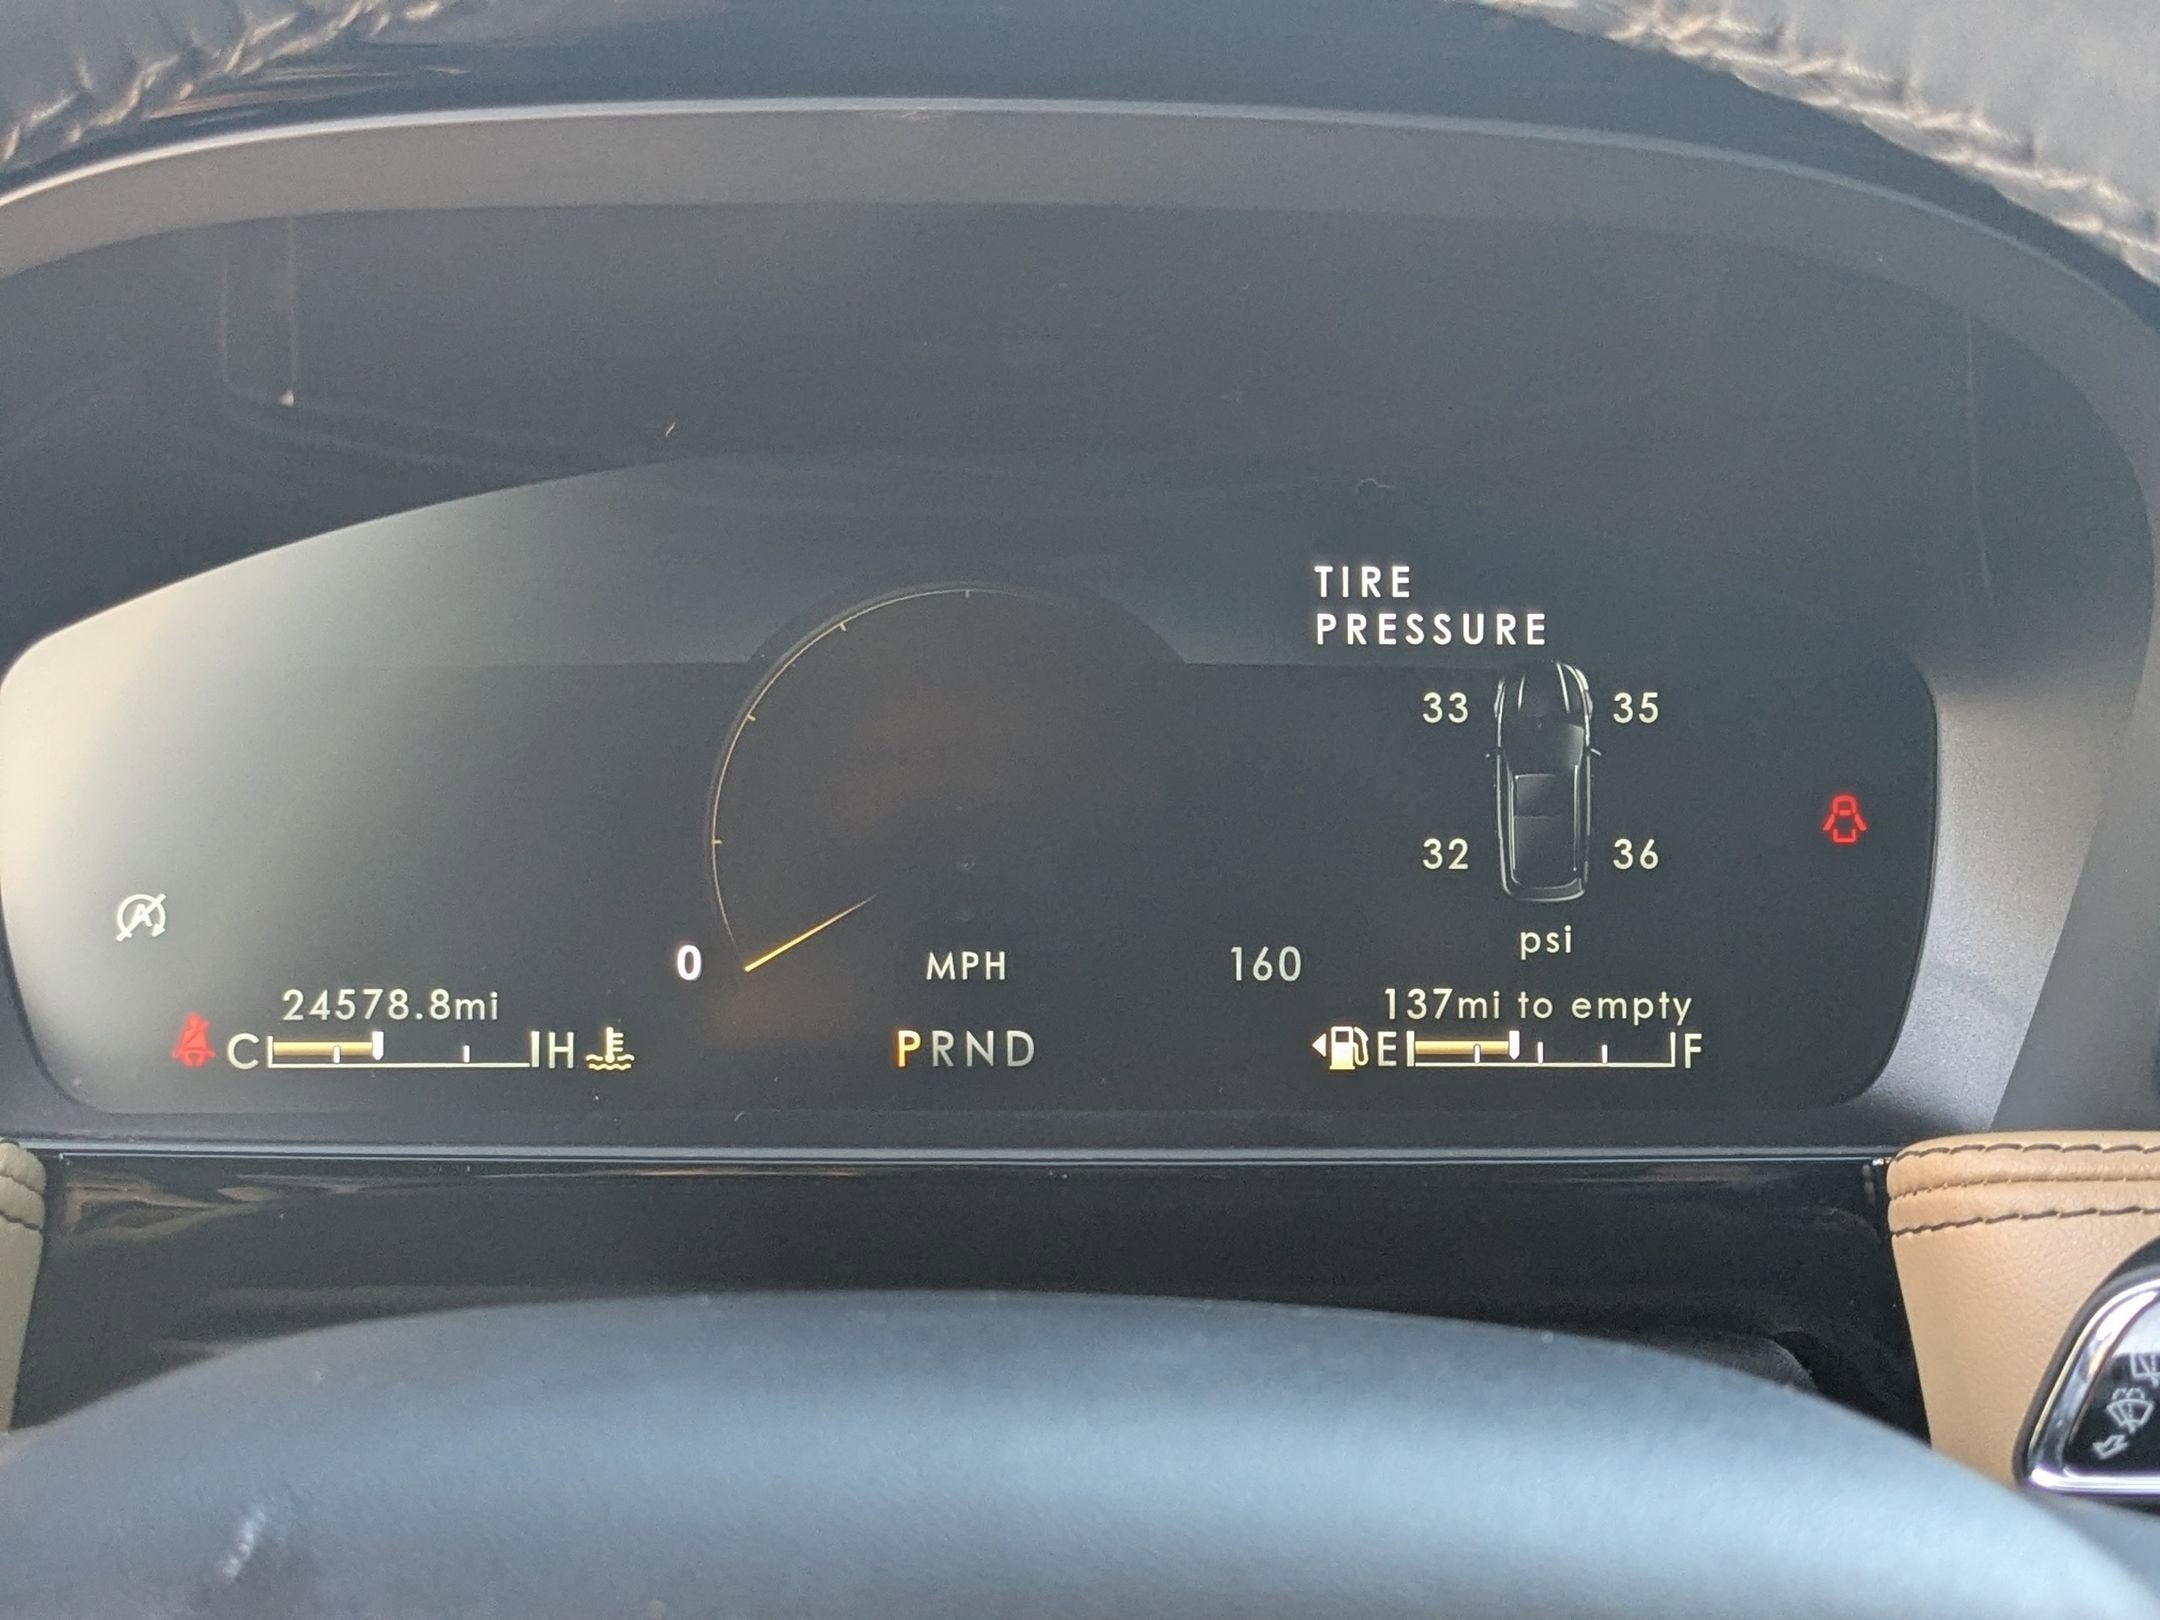 TIRE
PRESSURE
33 35
32 36
psi
A
0 MPH 160
24578.8mi
137mi to empty
C H
PRND
E F